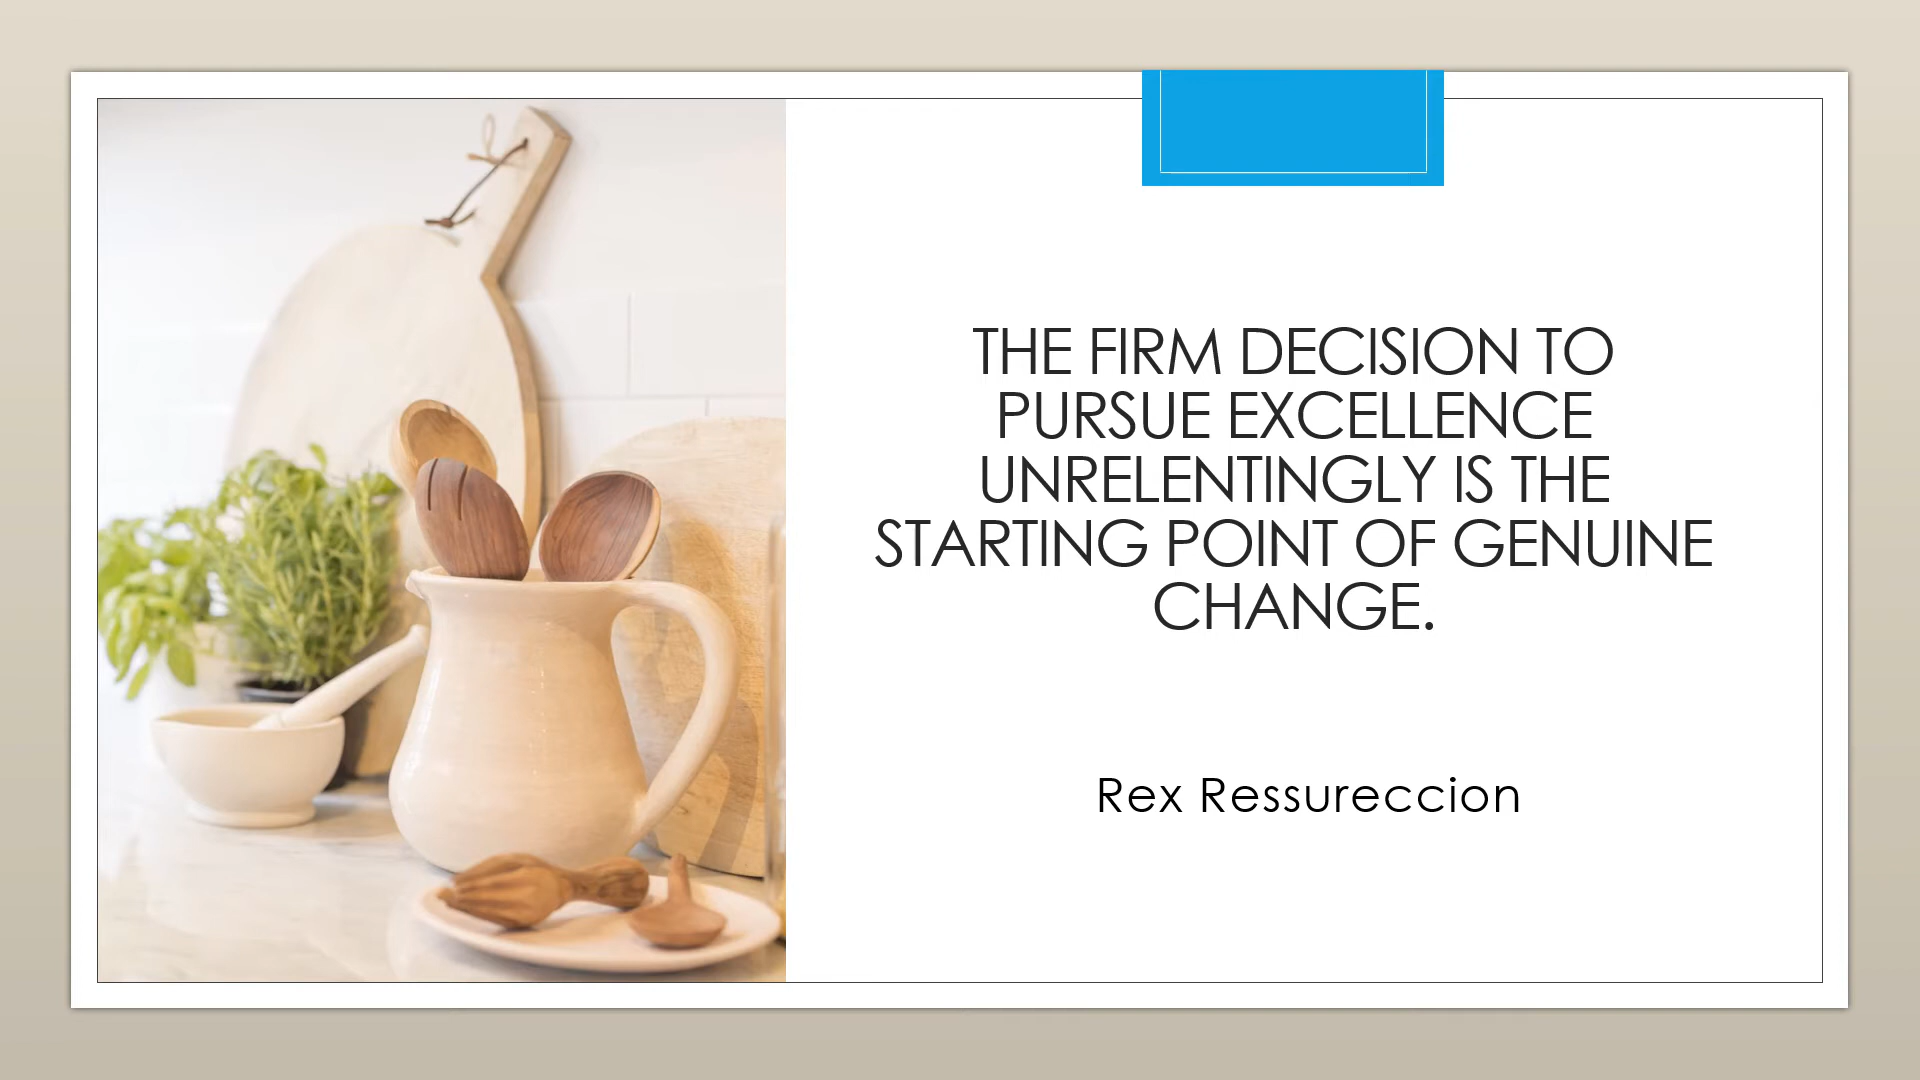 THE FIRM DECISION TO
PURSUE EXCELLENCE
UNRELENTINGLY IS THE
STARTING POINT OF GENUINE
CHANGE.
Rex Ressureccion